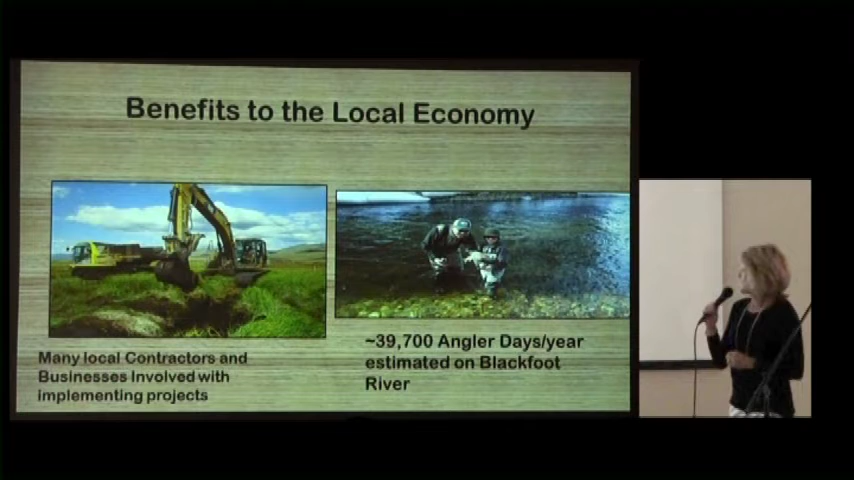 Benefits to the Local Economy
Many local Contractors and
Businesses Involved with
implementing projects
~39,700 Angler Days/year
estimated on Blackfoot
River